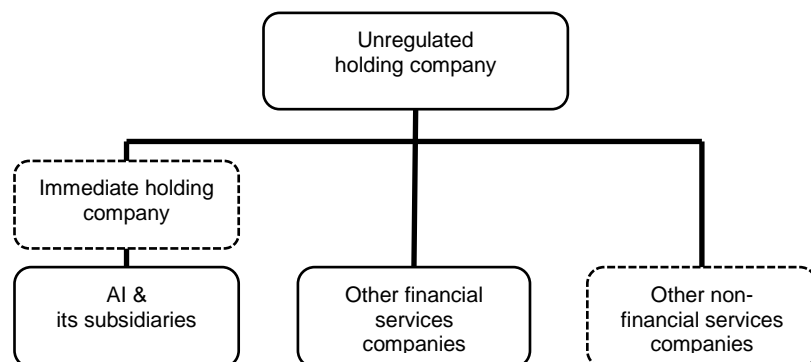 Unregulated
holding company
Immediate holding
company
AI &
its subsidiaries
Other financial
services
companies
Other non-
financial services
companies